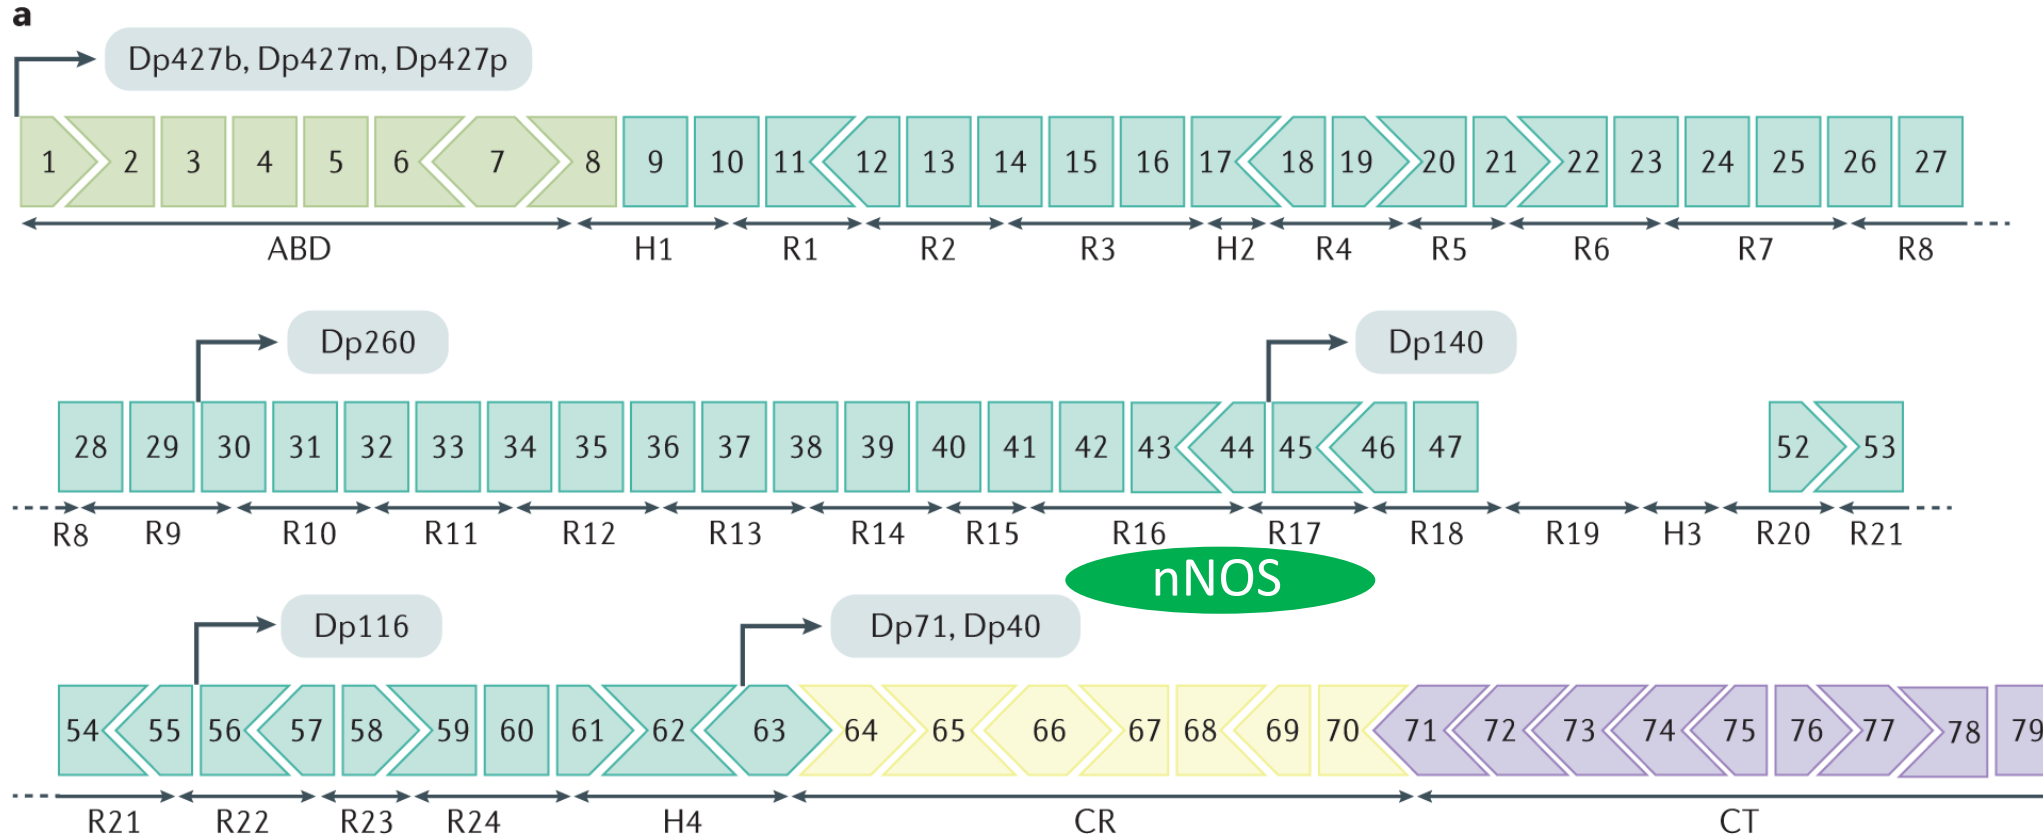 a
Dp427b, Dp427m, Dp427p
1 2 3 4 5 6 7 8 9 10 11 12 13 14 15 16 17 18 19 20 21 22 23 24 25 26 27
ABD H1 R1 R2 R3 H2 R4 R5 R6 R7 R8
Dp260 Dp140
28 29 30 31 32 33 34 35 36 37 38 39 40 41 42 43 44 45 46 47 52 53
R8 R9 R10 R11 R12 R13 R14 R15 R16 R17 R18 R19 H3 R20 R21
nNOS
Dp116 Dp71, Dp40
54 55 56 57 58 59 60 61 62 63 64 65 66 67 68 69 70 71 72 73 74 75 76 77 78 79
R21 R22 R23 R24 H4 CR CT